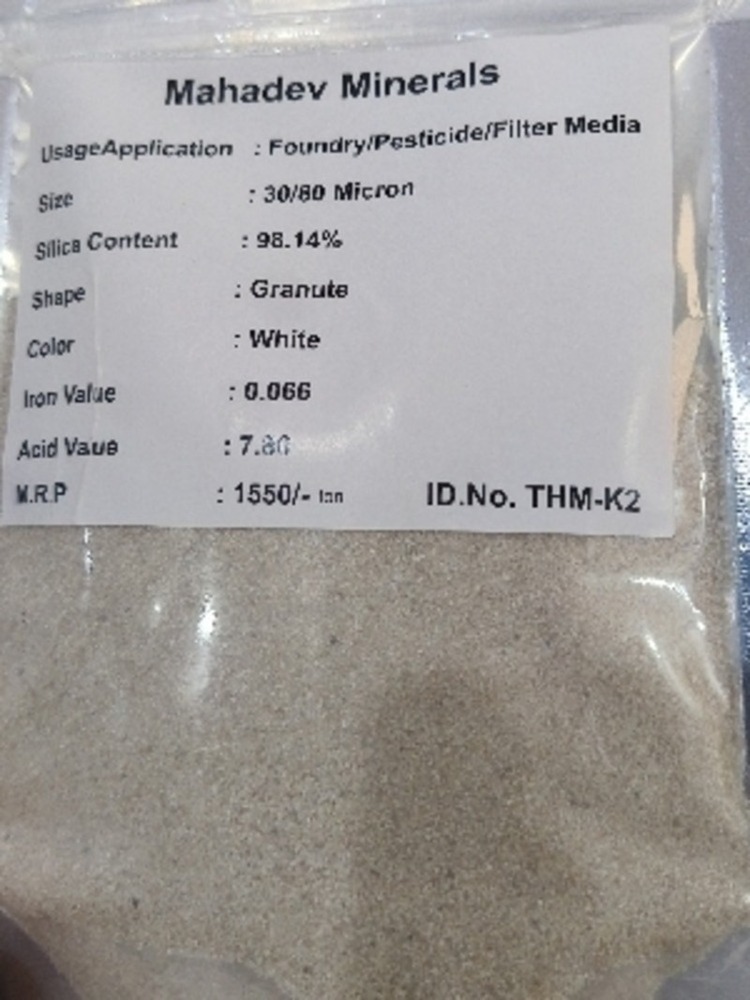 Mahadev Minerals
UsageApplication : Foundry/Pesticide/Filter Media
Size : 30/80 Micron
Silica Content : 98.14%
Shape : Granute
Color : White
Iron Value : 0.066
Acid Vaue : 7.80
M.R.P : 1550/- ton ID.No. THM-K2